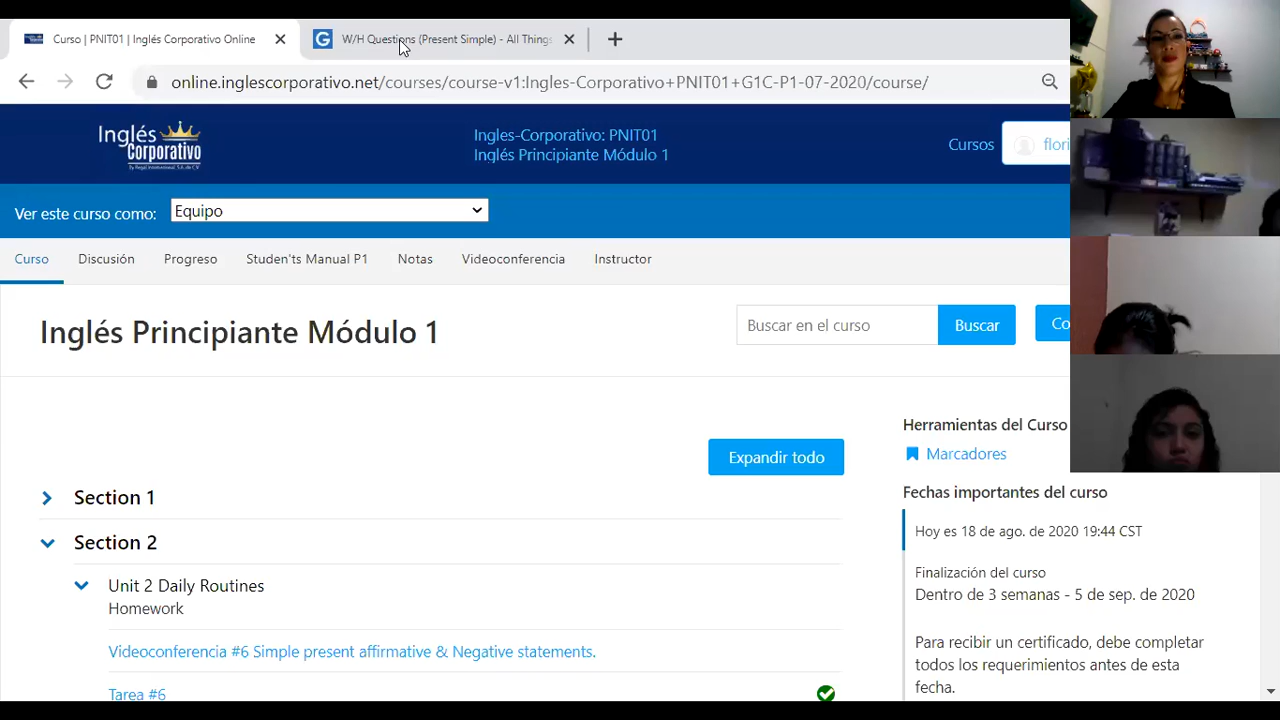 Curso | PNIT01 | Inglés Corporativo Online
W/H Questions (Present Simple) - All Things
online.inglescorporativo.net/courses/course-v1:Ingles-Corporativo+PNIT01+G1C-P1-07-2020/course/
Inglés Corporativo
Ingles-Corporativo: PNIT01
Inglés Principiante Módulo 1
Cursos
flori
Ver este curso como:
Equipo
Curso
Discusión
Progreso
Studen'ts Manual P1
Notas
Videoconferencia
Instructor
Inglés Principiante Módulo 1
Buscar en el curso
Buscar
Co
Expandir todo
Herramientas del Curso
Marcadores
Section 1
Fechas importantes del curso
Hoy es 18 de ago. de 2020 19:44 CST
Section 2
Finalización del curso
Dentro de 3 semanas - 5 de sep. de 2020
Unit 2 Daily Routines
Homework
Para recibir un certificado, debe completar
todos los requerimientos antes de esta
fecha.
Videoconferencia #6 Simple present affirmative & Negative statements.
Tarea #6